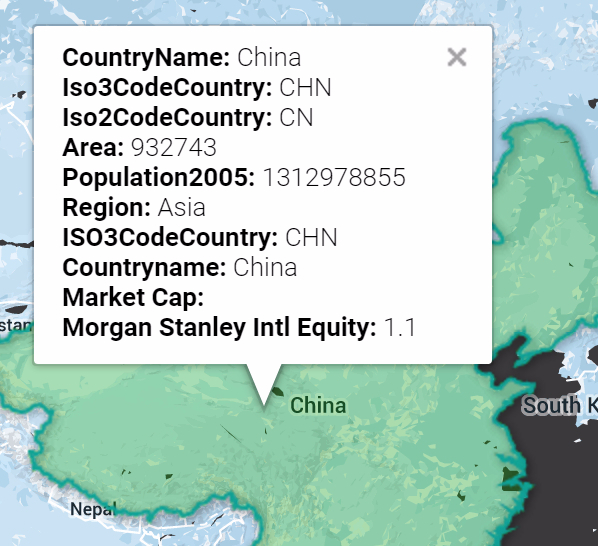 CountryName: China
Iso3CodeCountry: CHN
Iso2CodeCountry: CN
Area: 932743
Population2005: 1312978855
Region: Asia
ISO3CodeCountry: CHN
Countryname: China
Market Cap:
Morgan Stanley Intl Equity: 1.1
stan
China
South K
Nepal